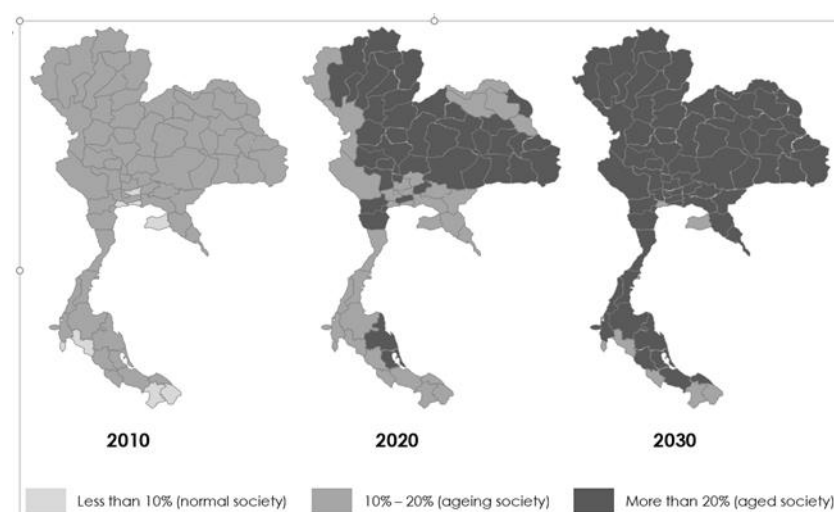 2010
2020
2030
Less than 10% (normal society)
10% – 20% (ageing society)
More than 20% (aged society)